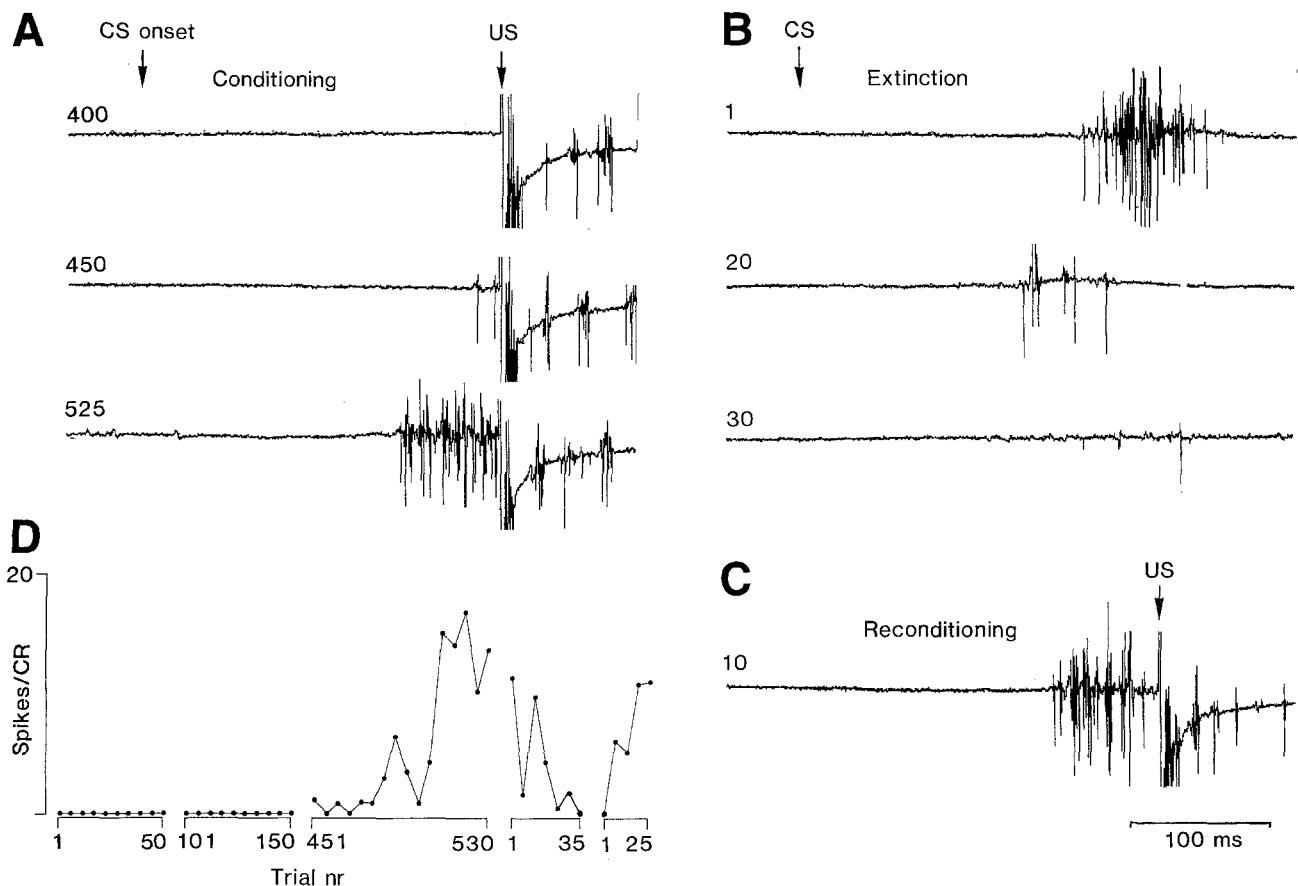 A
CS onset
US
Conditioning
400
450
525
B
CS
Extinction
1
20
30
C
US
Reconditioning
10
100 ms
D
20
Spikes/CR
1 50 101 150 451 530 1 35 1 25
Trial nr